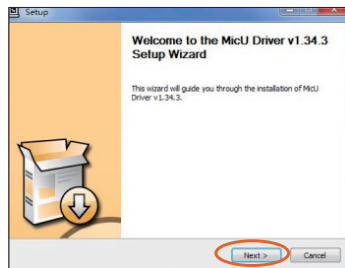 Setup
Welcome to the MicU Driver v1.34.3
Setup Wizard
This wizard will guide you through the installation of MicU
Driver v1.34.3.
Next >
Cancel